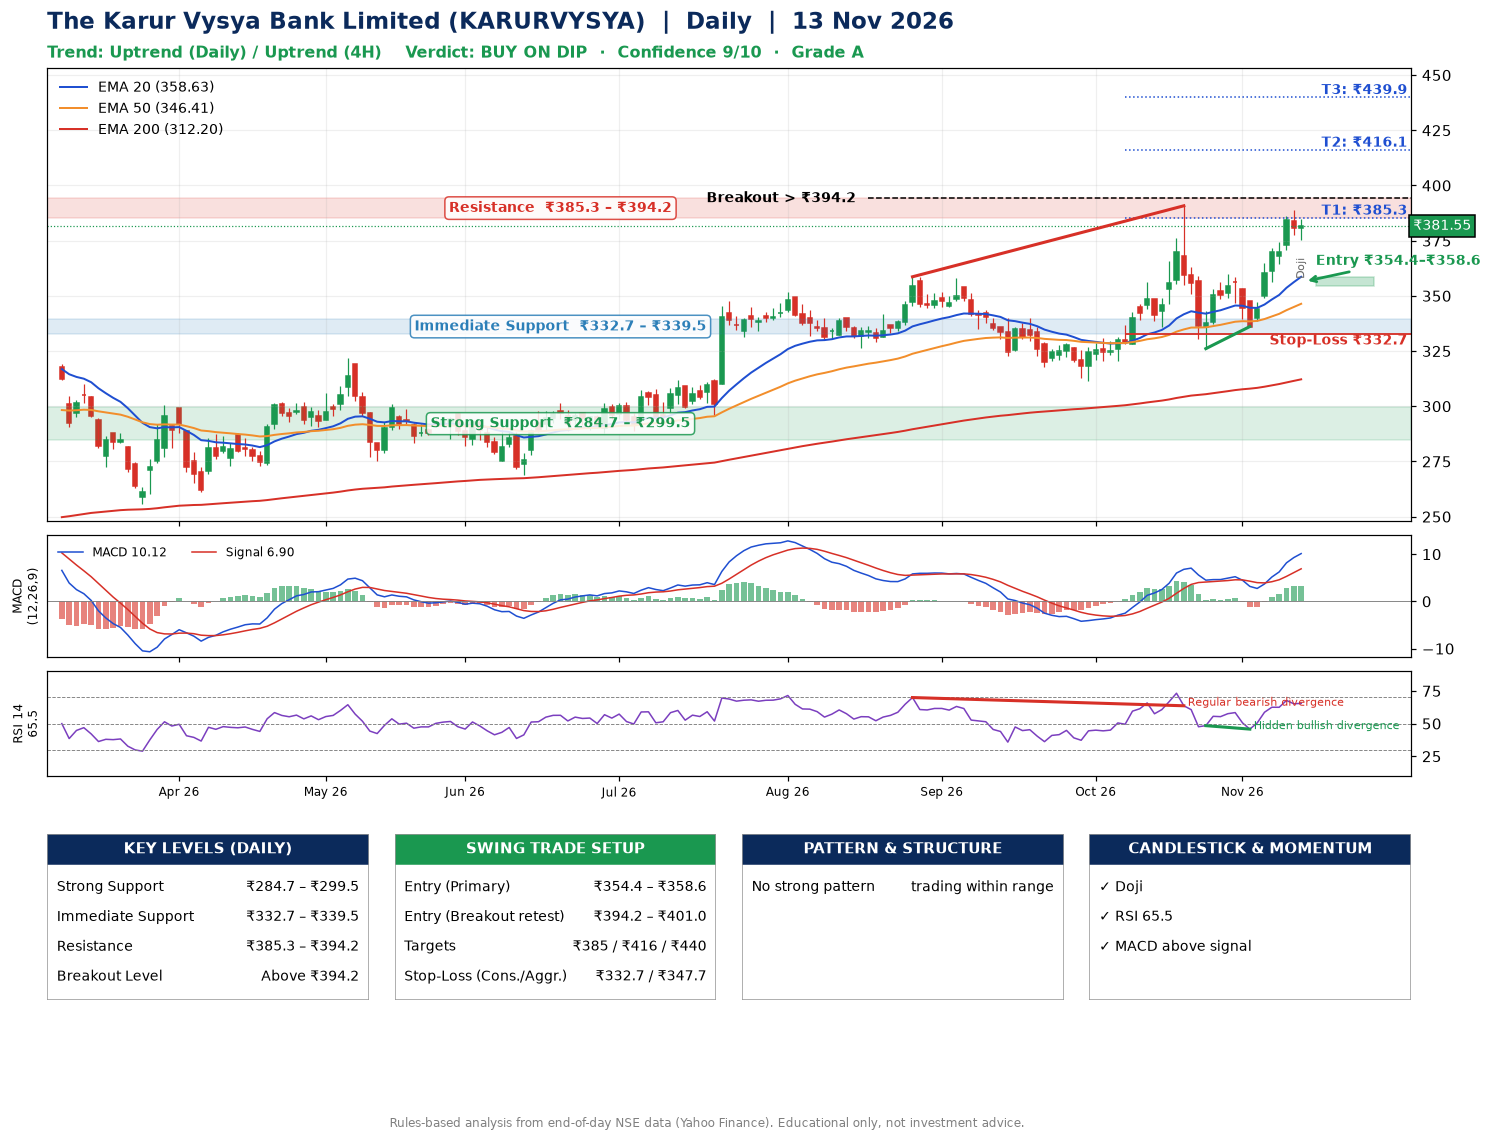 The Karur Vysya Bank Limited (KARURVYSYA) | Daily | 13 Nov 2026
Trend: Uptrend (Daily) / Uptrend (4H) Verdict: BUY ON DIP · Confidence 9/10 · Grade A
EMA 20 (358.63)
EMA 50 (346.41)
EMA 200 (312.20)
T3: ₹439.9
T2: ₹416.1
Breakout > ₹394.2
Resistance ₹385.3 – ₹394.2
T1: ₹385.3
₹381.55
Entry ₹354.4–₹358.6
Doji
Immediate Support ₹332.7 – ₹339.5
Stop-Loss ₹332.7
Strong Support ₹284.7 – ₹299.5
450
425
400
375
350
325
300
275
250
MACD 10.12 Signal 6.90
MACD
(12,26,9)
10
0
−10
RSI 14
65.5
Regular bearish divergence
Hidden bullish divergence
75
50
25
Apr 26 May 26 Jun 26 Jul 26 Aug 26 Sep 26 Oct 26 Nov 26
KEY LEVELS (DAILY)
Strong Support ₹284.7 – ₹299.5
Immediate Support ₹332.7 – ₹339.5
Resistance ₹385.3 – ₹394.2
Breakout Level Above ₹394.2
SWING TRADE SETUP
Entry (Primary) ₹354.4 – ₹358.6
Entry (Breakout retest) ₹394.2 – ₹401.0
Targets ₹385 / ₹416 / ₹440
Stop-Loss (Cons./Aggr.) ₹332.7 / ₹347.7
PATTERN & STRUCTURE
No strong pattern trading within range
CANDLESTICK & MOMENTUM
✓ Doji
✓ RSI 65.5
✓ MACD above signal
Rules-based analysis from end-of-day NSE data (Yahoo Finance). Educational only, not investment advice.